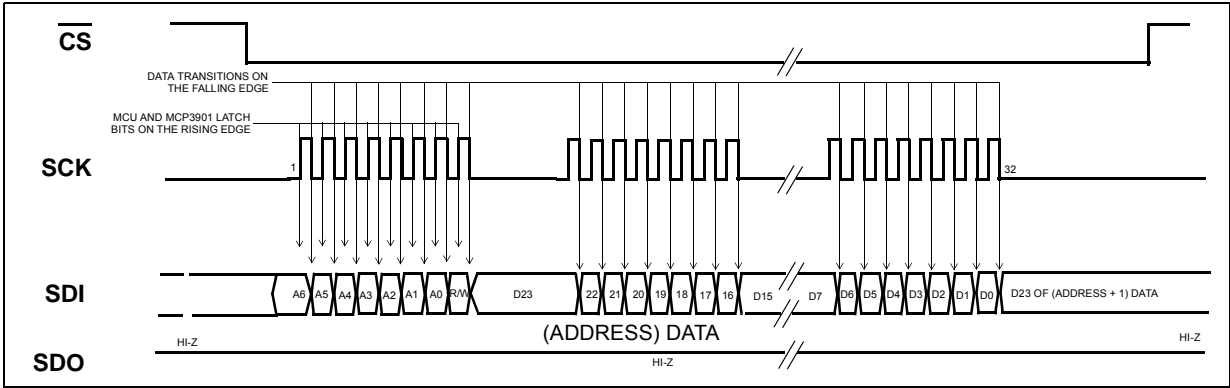 CS
DATA TRANSITIONS ON
THE FALLING EDGE
MCU AND MCP3901 LATCH
BITS ON THE RISING EDGE
SCK
1
32
SDI
A6 A5 A4 A3 A2 A1 A0 R/W D23 22 21 20 19 18 17 16 D15 D7 D6 D5 D4 D3 D2 D1 D0 D23 OF (ADDRESS + 1) DATA
(ADDRESS) DATA
HI-Z
HI-Z
HI-Z
SDO